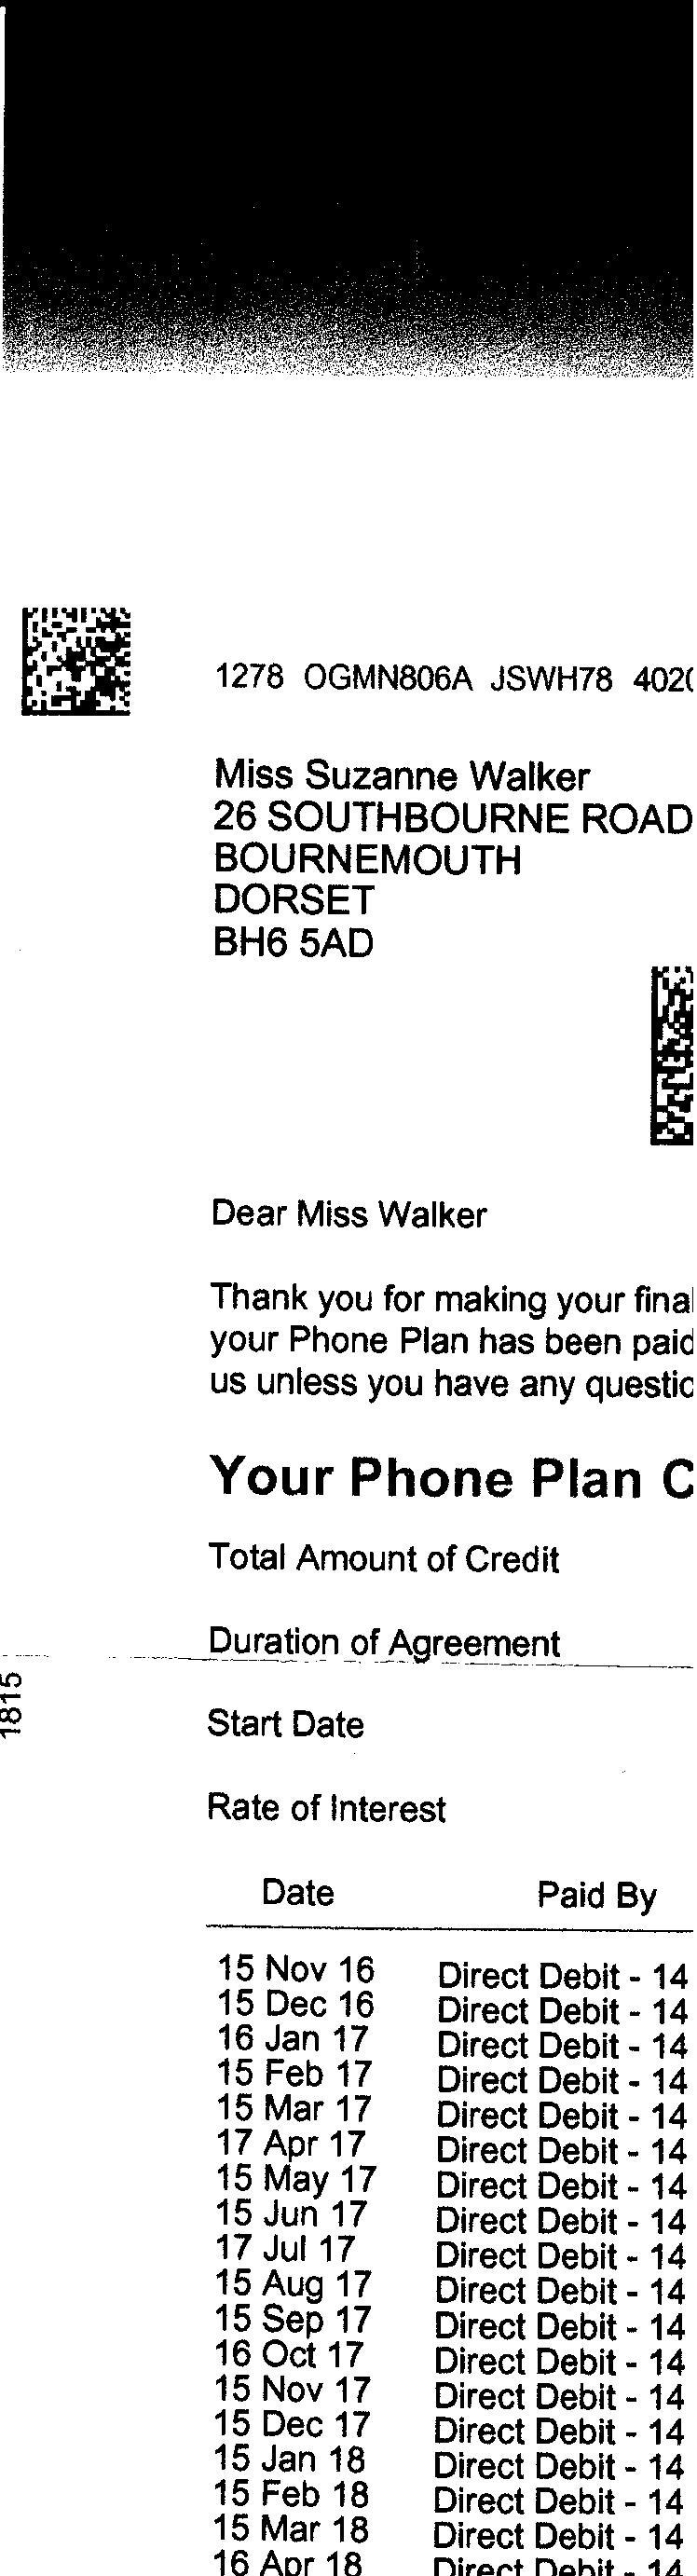 1278 OGMN806A JSWH78 402
Miss Suzanne Walker
26 SOUTHBOURNE ROAD
BOURNEMOUTH
DORSET
BH6 5AD
Dear Miss Walker
Thank you for making your final
your Phone Plan has been paid
us unless you have any questio
Your Phone Plan C
Total Amount of Credit
Duration of Agreement
1815
Start Date
Rate of Interest
Date Paid By
15 Nov 16 Direct Debit - 14
15 Dec 16 Direct Debit - 14
16 Jan 17 Direct Debit - 14
15 Feb 17 Direct Debit - 14
15 Mar 17 Direct Debit - 14
17 Apr 17 Direct Debit - 14
15 May 17 Direct Debit - 14
15 Jun 17 Direct Debit - 14
17 Jul 17 Direct Debit - 14
15 Aug 17 Direct Debit - 14
15 Sep 17 Direct Debit - 14
16 Oct 17 Direct Debit - 14
15 Nov 17 Direct Debit - 14
15 Dec 17 Direct Debit - 14
15 Jan 18 Direct Debit - 14
15 Feb 18 Direct Debit - 14
15 Mar 18 Direct Debit - 14
16 Apr 18 Direct Debit - 14